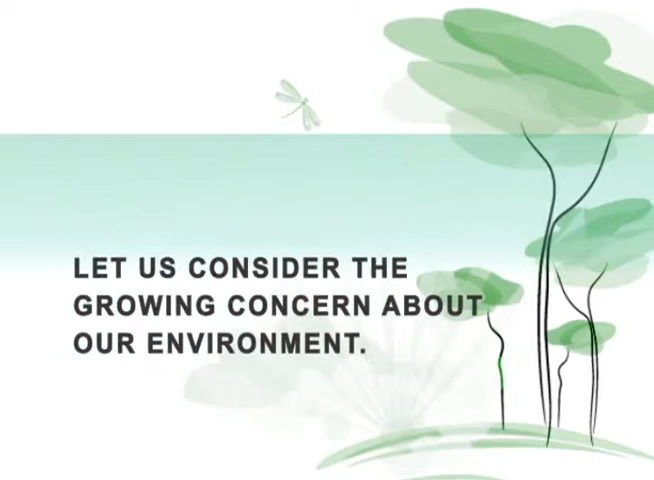 LET US CONSIDER THE
GROWING CONCERN ABOUT
OUR ENVIRONMENT.